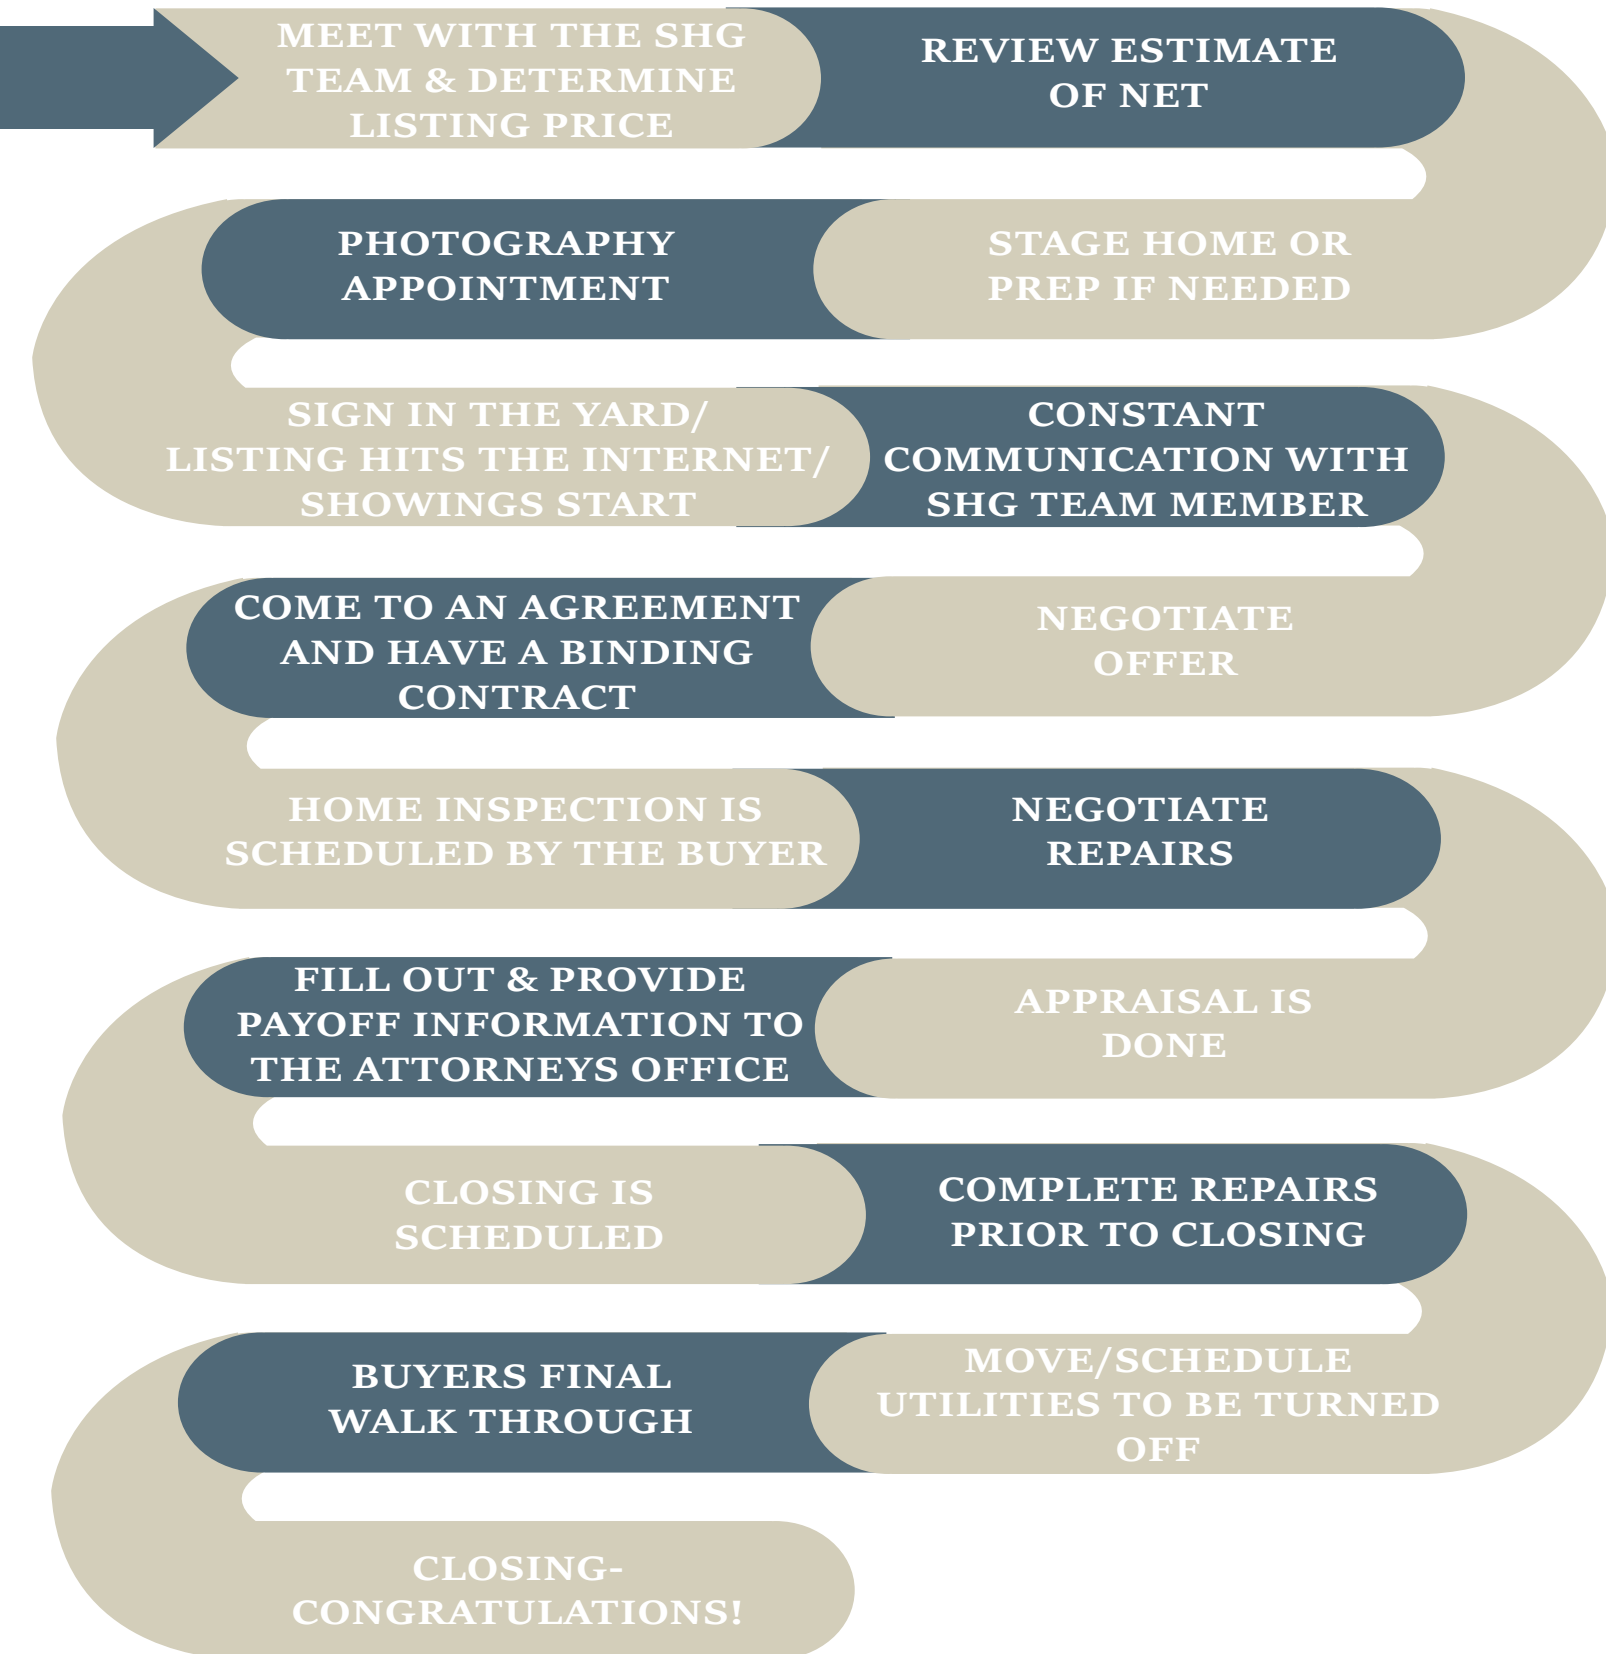 MEET WITH THE SHG
TEAM & DETERMINE
LISTING PRICE
REVIEW ESTIMATE
OF NET
STAGE HOME OR
PREP IF NEEDED
PHOTOGRAPHY
APPOINTMENT
SIGN IN THE YARD/
LISTING HITS THE INTERNET/
SHOWINGS START
CONSTANT
COMMUNICATION WITH
SHG TEAM MEMBER
NEGOTIATE
OFFER
COME TO AN AGREEMENT
AND HAVE A BINDING
CONTRACT
HOME INSPECTION IS
SCHEDULED BY THE BUYER
NEGOTIATE
REPAIRS
APPRAISAL IS
DONE
FILL OUT & PROVIDE
PAYOFF INFORMATION TO
THE ATTORNEYS OFFICE
CLOSING IS
SCHEDULED
COMPLETE REPAIRS
PRIOR TO CLOSING
MOVE/SCHEDULE
UTILITIES TO BE TURNED
OFF
BUYERS FINAL
WALK THROUGH
CLOSING-
CONGRATULATIONS!